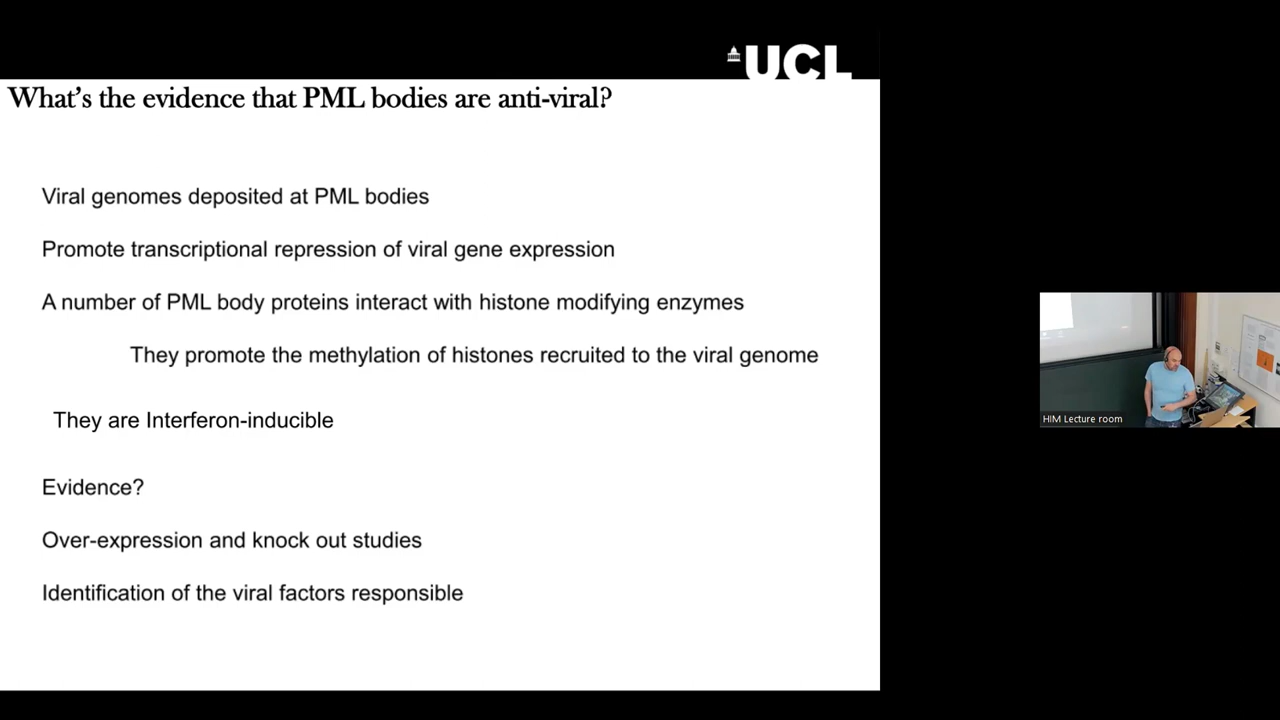 UCL
What's the evidence that PML bodies are anti-viral?
Viral genomes deposited at PML bodies
Promote transcriptional repression of viral gene expression
A number of PML body proteins interact with histone modifying enzymes
They promote the methylation of histones recruited to the viral genome
They are Interferon-inducible
Evidence?
Over-expression and knock out studies
Identification of the viral factors responsible
HIM Lecture room